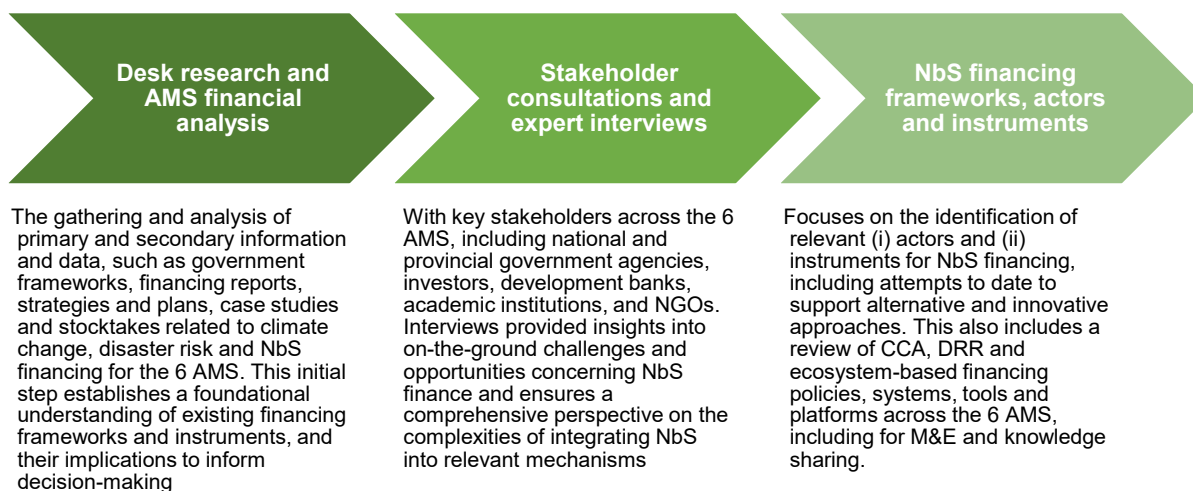 Desk research and
AMS financial
analysis
The gathering and analysis of
primary and secondary information
and data, such as government
frameworks, financing reports,
strategies and plans, case studies
and stocktakes related to climate
change, disaster risk and NbS
financing for the 6 AMS. This initial
step establishes a foundational
understanding of existing financing
frameworks and instruments, and
their implications to inform
decision-making
Stakeholder
consultations and
expert interviews
With key stakeholders across the 6
AMS, including national and
provincial government agencies,
investors, development banks,
academic institutions, and NGOs.
Interviews provided insights into
on-the-ground challenges and
opportunities concerning NbS
finance and ensures a
comprehensive perspective on the
complexities of integrating NbS
into relevant mechanisms
NbS financing
frameworks, actors
and instruments
Focuses on the identification of
relevant (i) actors and (ii)
instruments for NbS financing,
including attempts to date to
support alternative and innovative
approaches. This also includes a
review of CCA, DRR and
ecosystem-based financing
policies, systems, tools and
platforms across the 6 AMS,
including for M&E and knowledge
sharing.